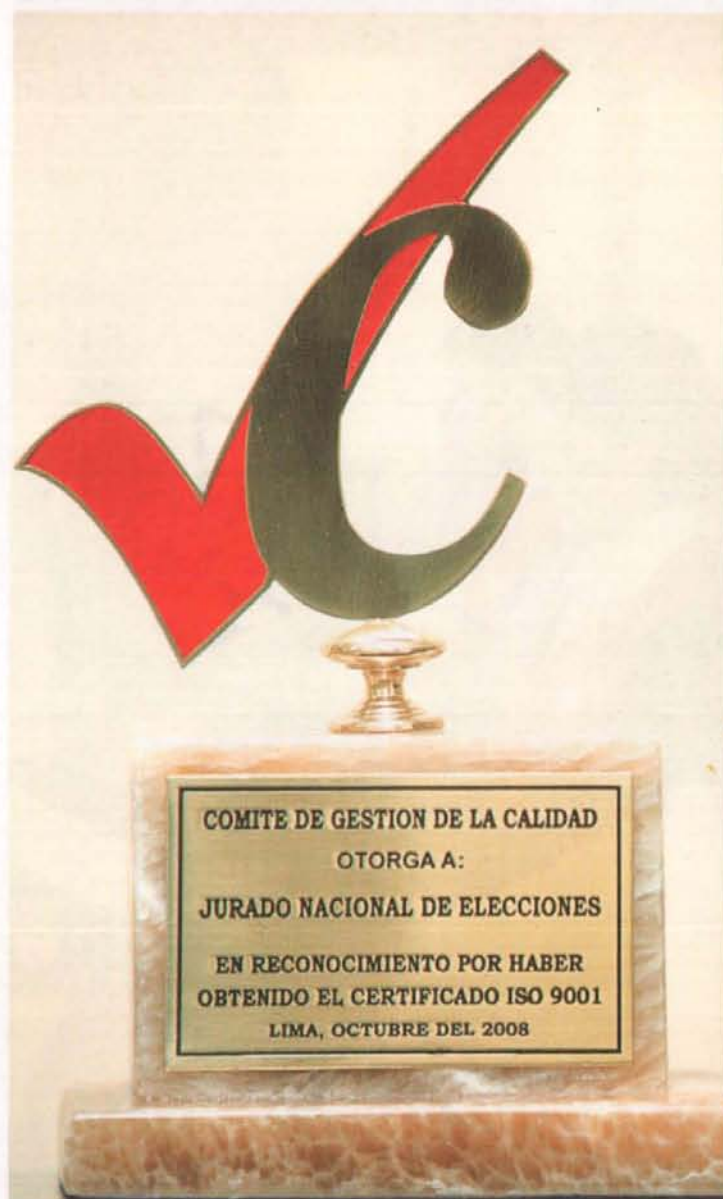 C
COMITE DE GESTION DE LA CALIDAD
OTORGA A:
JURADO NACIONAL DE ELECCIONES
EN RECONOCIMIENTO POR HABER
OBTENIDO EL CERTIFICADO ISO 9001
LIMA, OCTUBRE DEL 2008